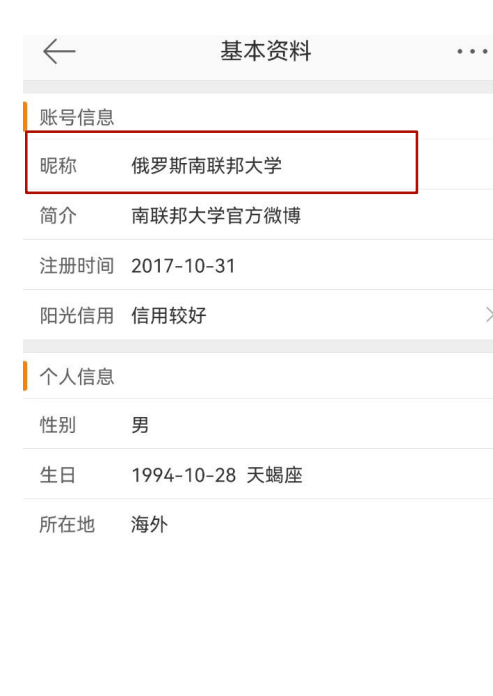 基本资料
账号信息
昵称 俄罗斯南联邦大学
简介 南联邦大学官方微博
注册时间 2017-10-31
阳光信用 信用较好
个人信息
性别 男
生日 1994-10-28 天蝎座
所在地 海外